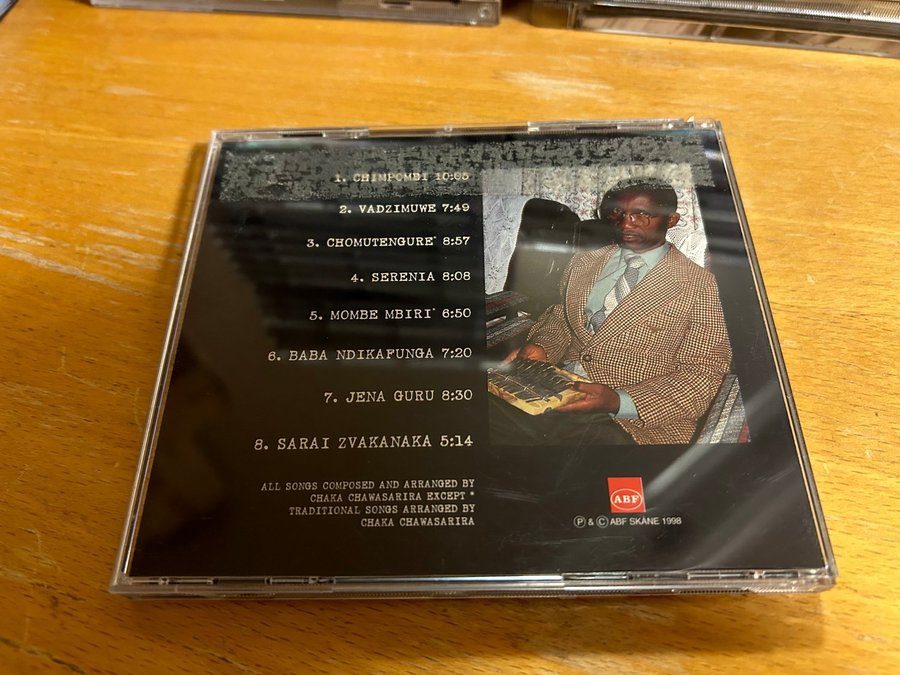 1. CHIMPOMBI 10:05
2. VADZIMUWE 7:49
3. CHOMUTENGURE* 8:57
4. SERENIA 8:08
5. MOMBE MBIRI* 6:50
6. BABA NDIKAFUNGA 7:20
7. JENA GURU 8:30
8. SARAI ZVAKANAKA 5:14
ALL SONGS COMPOSED AND ARRANGED BY
CHAKA CHAWASARIRA EXCEPT *
TRADITIONAL SONGS ARRANGED BY
CHAKA CHAWASARIRA
ABF
Ⓟ & © ABF SKÅNE 1998